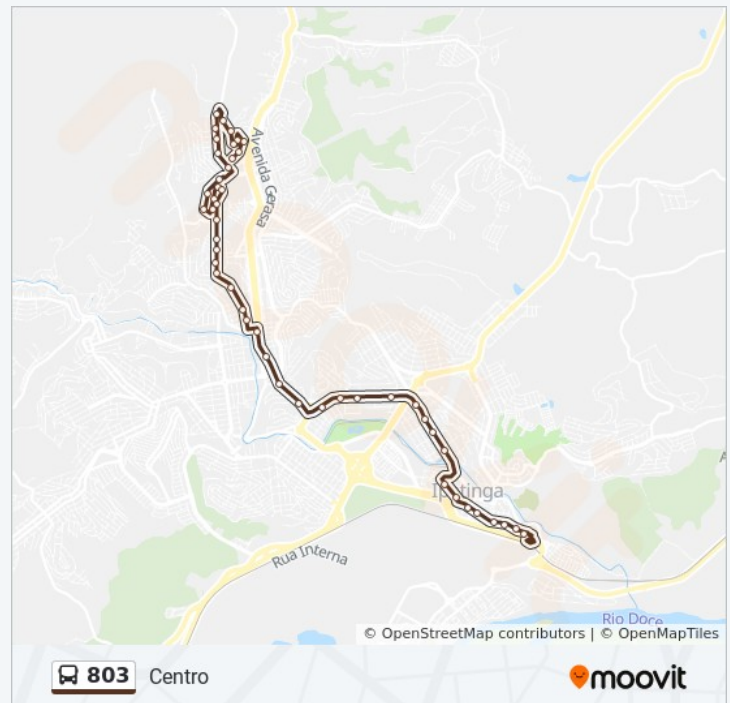 Avenida Gerasa
Ipatinga
Rua Interna
Rio Doce
A
© OpenStreetMap contributors | © OpenMapTiles
803 Centro
moovit